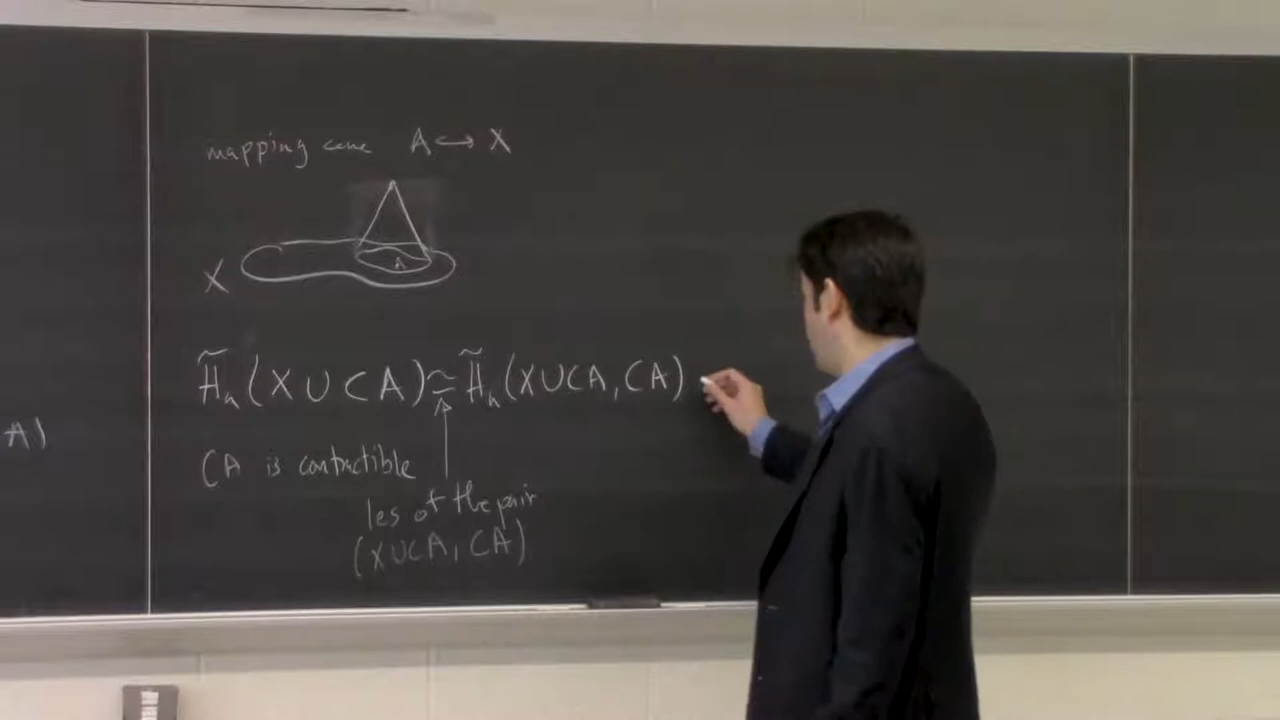 mapping cone A ↪ X
A
X
H̃ₙ(X ∪ CA) ≅ H̃ₙ(X∪CA, CA)
A)
CA is contractible
les of the pair
(X∪CA, CA)